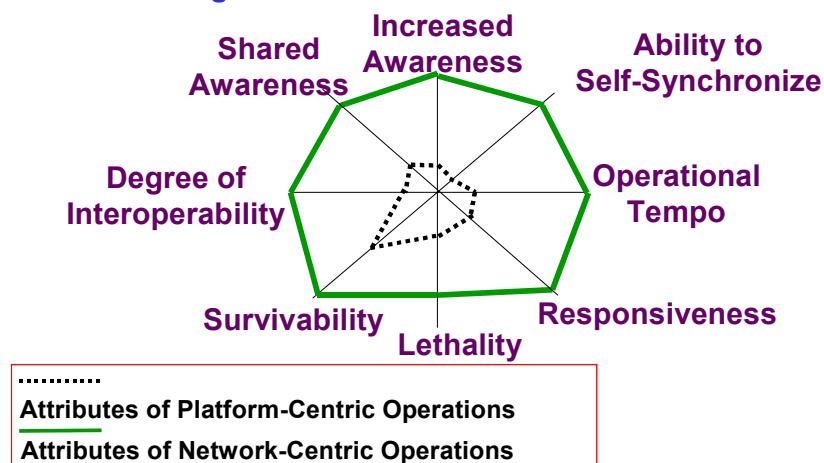 Increased
Awareness
Shared
Awareness
Ability to
Self-Synchronize
Degree of
Interoperability
Operational
Tempo
Survivability
Responsiveness
Lethality
Attributes of Platform-Centric Operations
Attributes of Network-Centric Operations